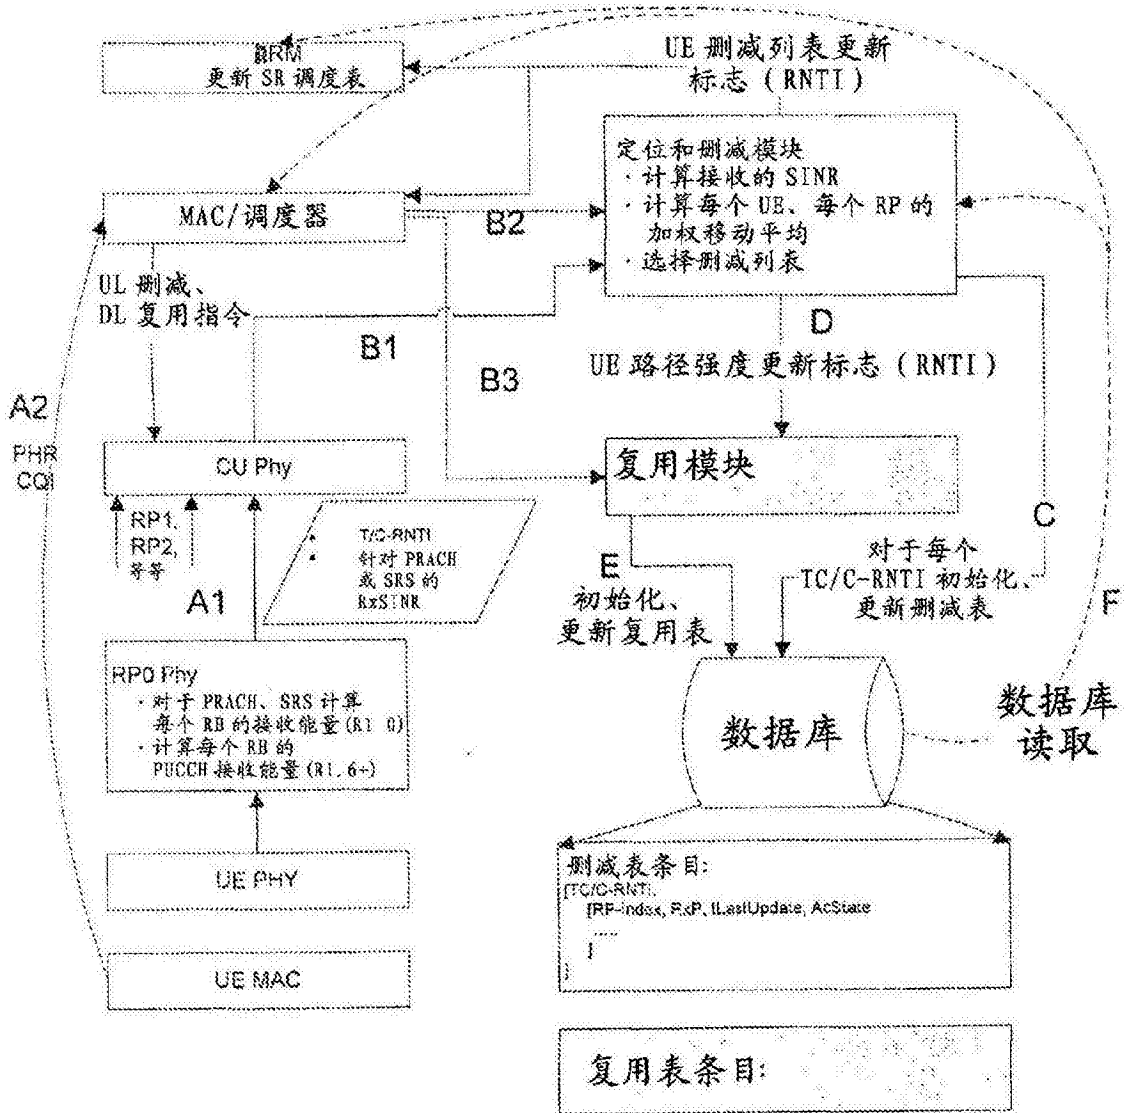 RRM
更新 SR 调度表
UE 删减列表更新
标志 (RNTI)
定位和删减模块
· 计算接收的 SINR
· 计算每个 UE、每个 RP 的
加权移动平均
· 选择删减列表
MAC/调度器
B2
UL 删减、
DL 复用指令
B1
B3
D
UE 路径强度更新标志 (RNTI)
A2
PHR
CQI
CU Phy
复用模块
C
RP1,
RP2,
等等
• T/C-RNTI
• 针对 PRACH
或 SRS 的
RxSINR
A1
E
初始化、
更新复用表
对于每个
TC/C-RNTI 初始化、
更新删减表
F
RP0 Phy
· 对于 PRACH、SRS 计算
每个 RB 的接收能量(R1 0)
· 计算每个 RB 的
PUCCH 接收能量(R1.6+)
数据库
数据库
读取
UE PHY
删减表条目:
[TC/C-RNTI,
[RP-index, RxP, tLastUpdate, AcState
.....
]
]
UE MAC
复用表条目: